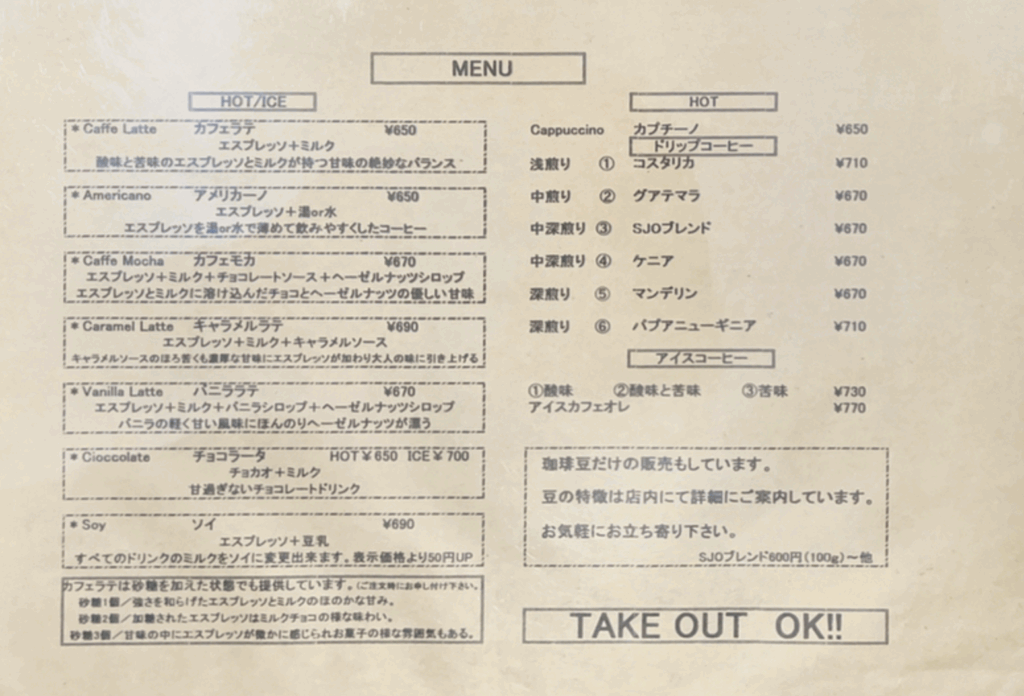 MENU
HOT/ICE
* Caffe Latte カフェラテ ¥650
エスプレッソ+ミルク
酸味と苦味のエスプレッソとミルクが持つ甘味の絶妙なバランス
* Americano アメリカーノ ¥650
エスプレッソ+湯or水
エスプレッソを湯or水で薄めて飲みやすくしたコーヒー
* Caffe Mocha カフェモカ ¥670
エスプレッソ+ミルク+チョコレートソース+ヘーゼルナッツシロップ
エスプレッソとミルクに溶け込んだチョコとヘーゼルナッツの優しい甘味
* Caramel Latte キャラメルラテ ¥690
エスプレッソ+ミルク+キャラメルソース
キャラメルソースのほろ苦くも濃厚な甘味にエスプレッソが加わり大人の味に引き上げる
* Vanilla Latte バニララテ ¥670
エスプレッソ+ミルク+バニラシロップ+ヘーゼルナッツシロップ
バニラの軽く甘い風味にほんのりヘーゼルナッツが漂う
* Cioccolate チョコラータ HOT¥650 ICE¥700
チョカオ+ミルク
甘過ぎないチョコレートドリンク
* Soy ソイ ¥690
エスプレッソ+豆乳
すべてのドリンクのミルクをソイに変更出来ます。表示価格より50円UP
カフェラテは砂糖を加えた状態でも提供しています。(ご注文時にお申し付け下さい。
砂糖1個/強さを和らげたエスプレッソとミルクのほのかな甘み。
砂糖2個/加糖されたエスプレッソはミルクチョコの様な味わい。
砂糖3個/甘味の中にエスプレッソが微かに感じられお菓子の様な雰囲気もある。
HOT
Cappuccino カプチーノ ¥650
ドリップコーヒー
浅煎り ① コスタリカ ¥710
中煎り ② グアテマラ ¥670
中深煎り ③ SJOブレンド ¥670
中深煎り ④ ケニア ¥670
深煎り ⑤ マンデリン ¥670
深煎り ⑥ パプアニューギニア ¥710
アイスコーヒー
①酸味 ②酸味と苦味 ③苦味 ¥730
アイスカフェオレ ¥770
珈琲豆だけの販売もしています。
豆の特徴は店内にて詳細にご案内しています。
お気軽にお立ち寄り下さい。
SJOブレンド600円(100g)～他
TAKE OUT OK!!